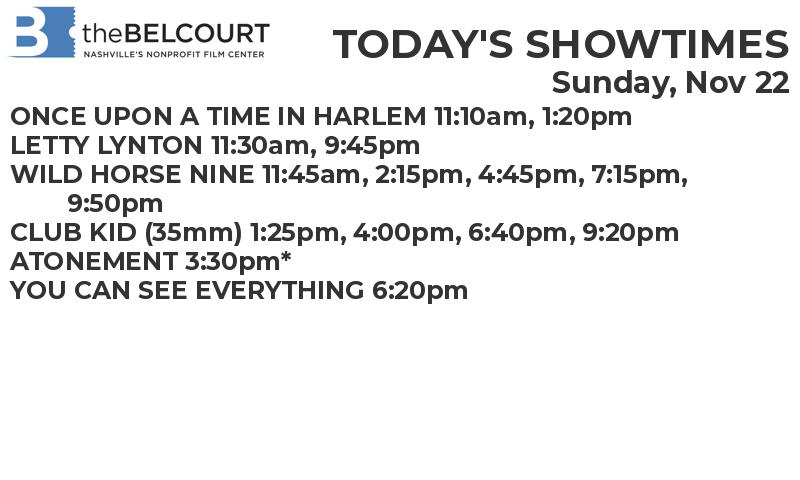 B theBELCOURT
NASHVILLE'S NONPROFIT FILM CENTER
TODAY'S SHOWTIMES
Sunday, Nov 22
ONCE UPON A TIME IN HARLEM 11:10am, 1:20pm
LETTY LYNTON 11:30am, 9:45pm
WILD HORSE NINE 11:45am, 2:15pm, 4:45pm, 7:15pm,
9:50pm
CLUB KID (35mm) 1:25pm, 4:00pm, 6:40pm, 9:20pm
ATONEMENT 3:30pm*
YOU CAN SEE EVERYTHING 6:20pm